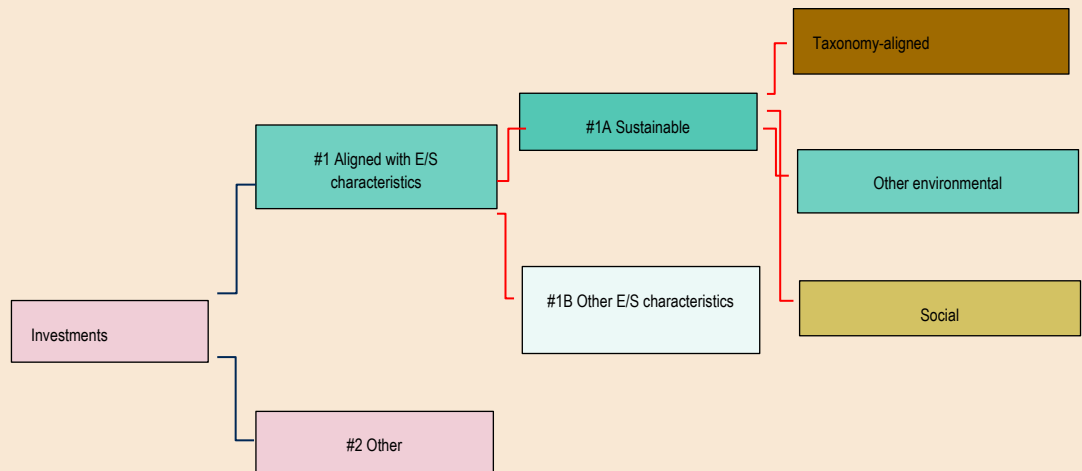 Taxonomy-aligned
#1A Sustainable
#1 Aligned with E/S
characteristics
Other environmental
#1B Other E/S characteristics
Social
Investments
#2 Other